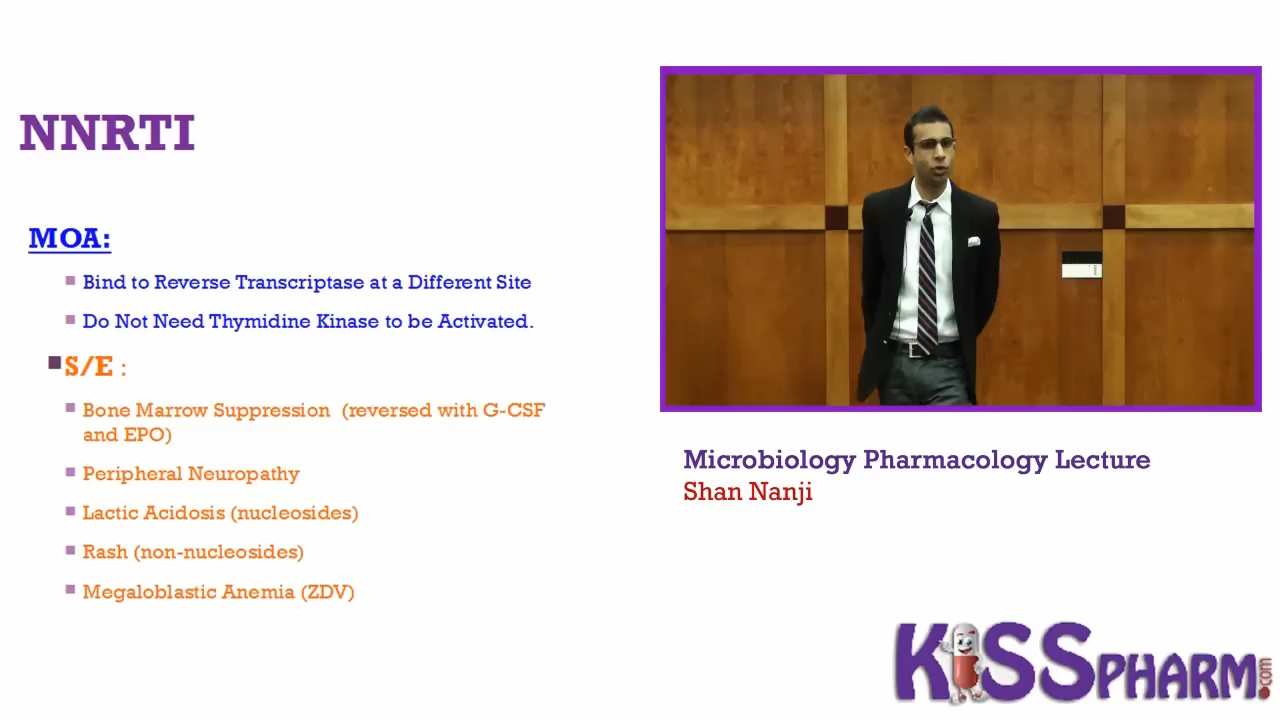 NNRTI
MOA:
Bind to Reverse Transcriptase at a Different Site
Do Not Need Thymidine Kinase to be Activated.
S/E :
Bone Marrow Suppression (reversed with G-CSF
and EPO)
Peripheral Neuropathy
Lactic Acidosis (nucleosides)
Rash (non-nucleosides)
Megaloblastic Anemia (ZDV)
Microbiology Pharmacology Lecture
Shan Nanji
KiSSPHARM.com